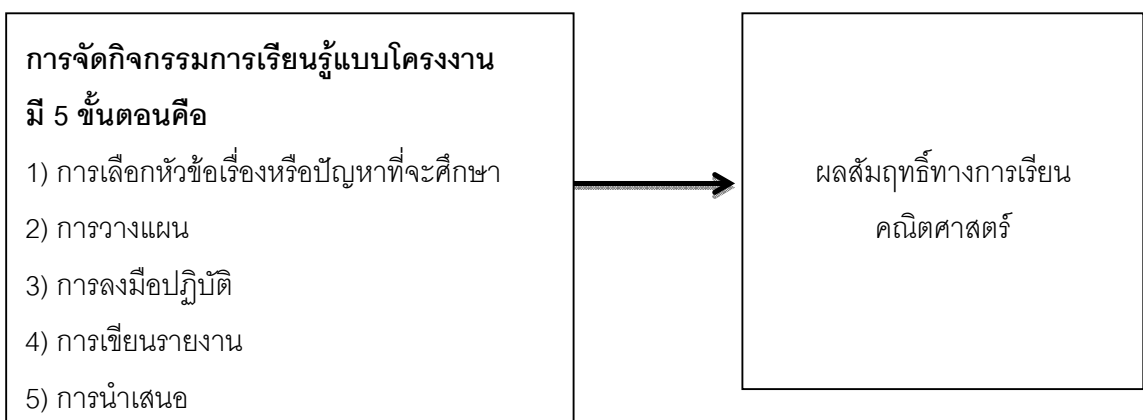 การจัดกิจกรรมการเรียนรู้แบบโครงงาน
มี 5 ขั้นตอนคือ
1) การเลือกหัวข้อเรื่องหรือปัญหาที่จะศึกษา
2) การวางแผน
3) การลงมือปฏิบัติ
4) การเขียนรายงาน
5) การนำเสนอ
ผลสัมฤทธิ์ทางการเรียน
คณิตศาสตร์